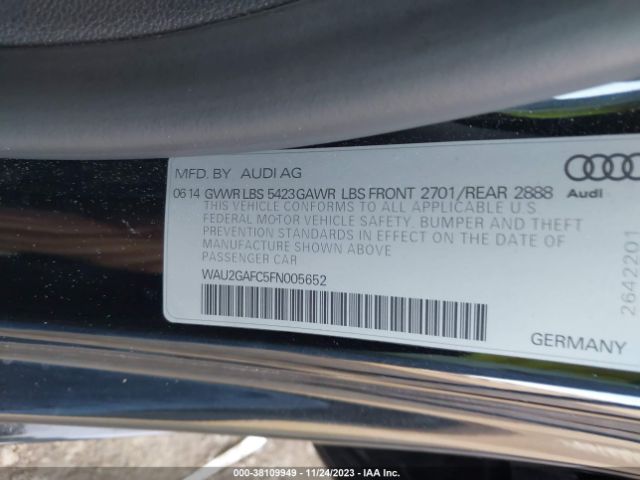 MFD. BY AUDI AG
06 14 GVWR LBS 5423 GAWR LBS FRONT 2701/REAR 2888
Audi
THIS VEHICLE CONFORMS TO ALL APPLICABLE U.S
FEDERAL MOTOR VEHICLE SAFETY. BUMPER AND THEFT
PREVENTION STANDARDS IN EFFECT ON THE DATE OF
MANUFACTURE SHOWN ABOVE
PASSENGER CAR
WAU2GAFC5FN005652
2642201
GERMANY
000-38109949 - 11/24/2023 - IAA Inc.